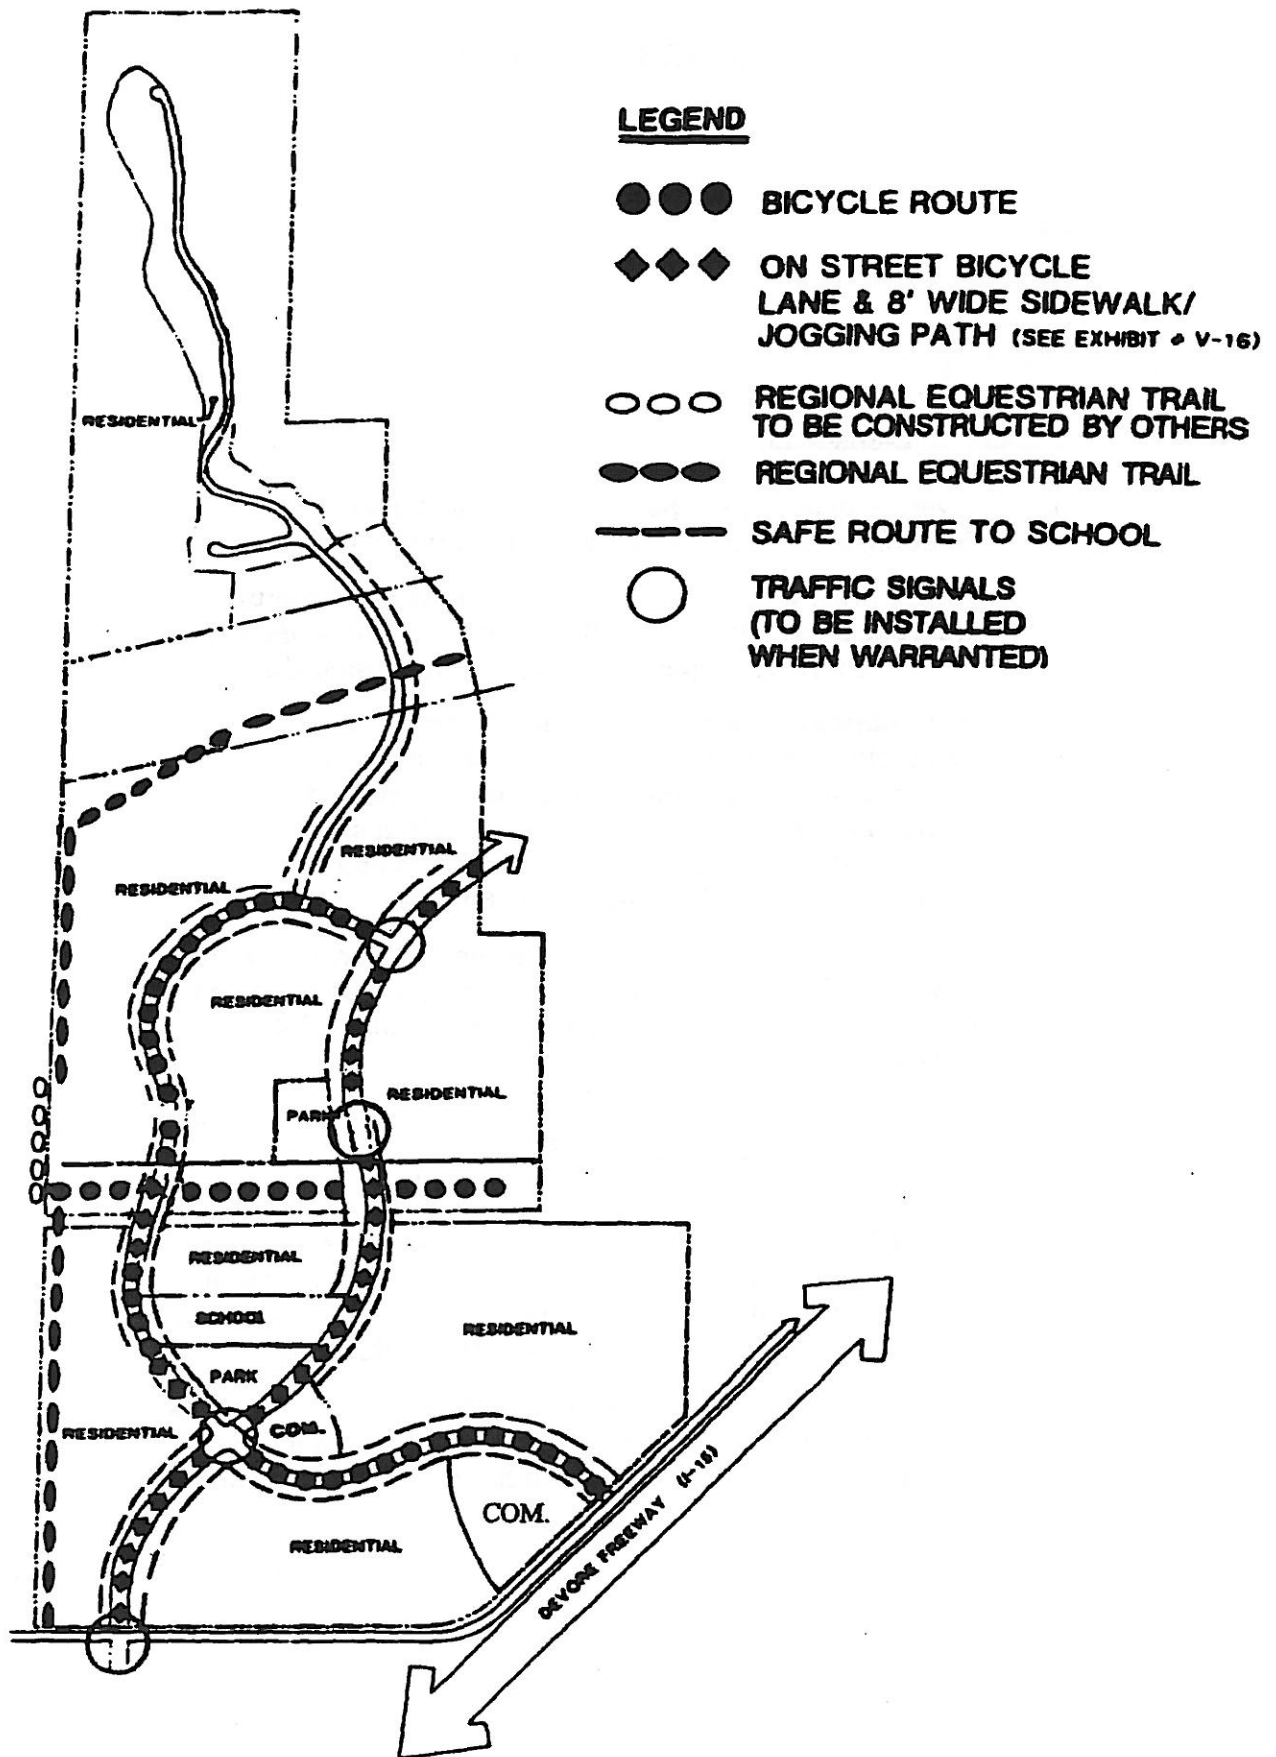 LEGEND
BICYCLE ROUTE
ON STREET BICYCLE
LANE & 8' WIDE SIDEWALK/
JOGGING PATH (SEE EXHIBIT V-16)
REGIONAL EQUESTRIAN TRAIL
TO BE CONSTRUCTED BY OTHERS
REGIONAL EQUESTRIAN TRAIL
SAFE ROUTE TO SCHOOL
TRAFFIC SIGNALS
(TO BE INSTALLED
WHEN WARRANTED)
RESIDENTIAL
RESIDENTIAL
RESIDENTIAL
RESIDENTIAL
RESIDENTIAL
PARK
RESIDENTIAL
SCHOOL
RESIDENTIAL
PARK
COM.
RESIDENTIAL
COM.
RESIDENTIAL
DEVORE FREEWAY (I-15)